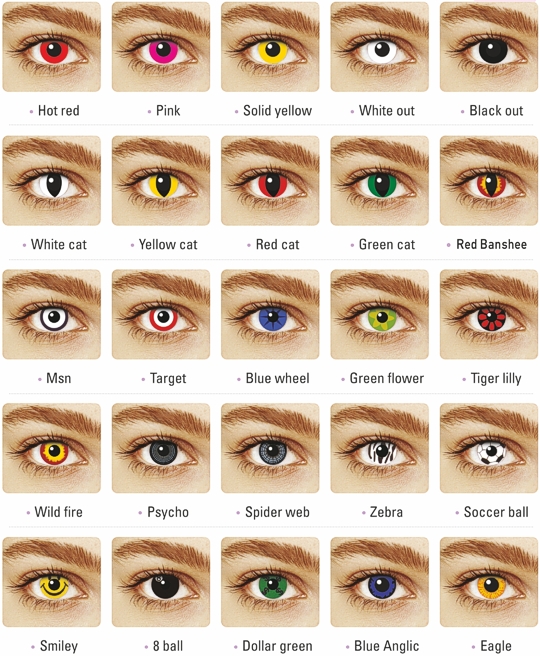 • Hot red • Pink • Solid yellow • White out • Black out
• White cat • Yellow cat • Red cat • Green cat • Red Banshee
• Msn • Target • Blue wheel • Green flower • Tiger lilly
• Wild fire • Psycho • Spider web • Zebra • Soccer ball
• Smiley • 8 ball • Dollar green • Blue Anglic • Eagle